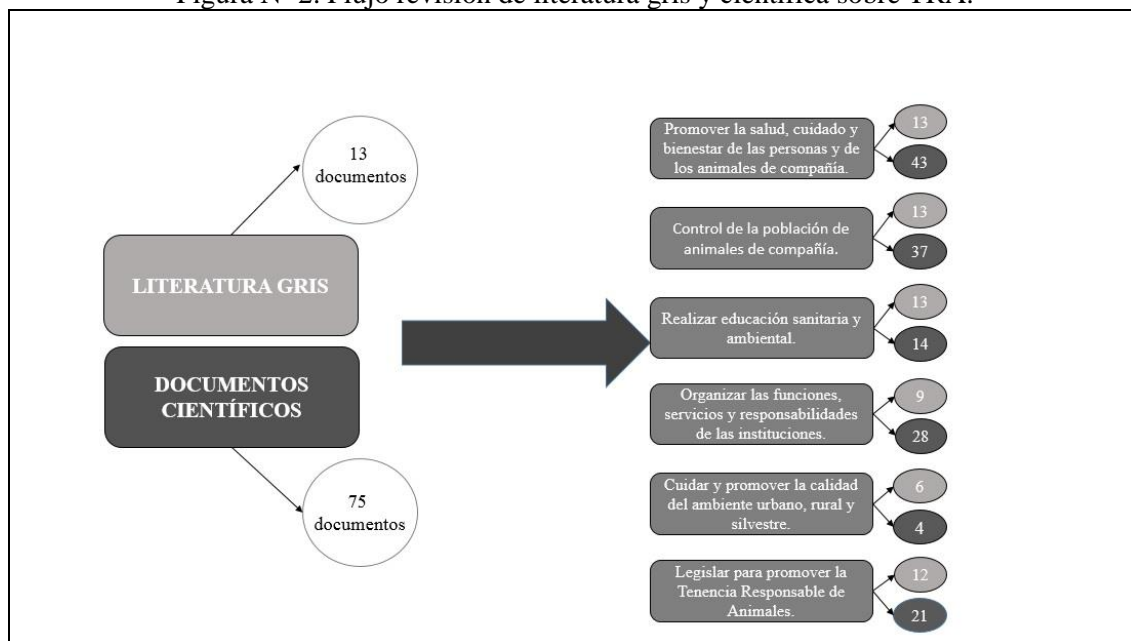 Figura N° 2. Flujo revisión de literatura gris y científica sobre TRA.
13
documentos
LITERATURA GRIS
DOCUMENTOS
CIENTÍFICOS
75
documentos
Promover la salud, cuidado y
bienestar de las personas y de
los animales de compañía.
13
43
Control de la población de
animales de compañía.
13
37
Realizar educación sanitaria y
ambiental.
13
14
Organizar las funciones,
servicios y responsabilidades
de las instituciones.
9
28
Cuidar y promover la calidad
del ambiente urbano, rural y
silvestre.
6
4
Legislar para promover la
Tenencia Responsable de
Animales.
12
21